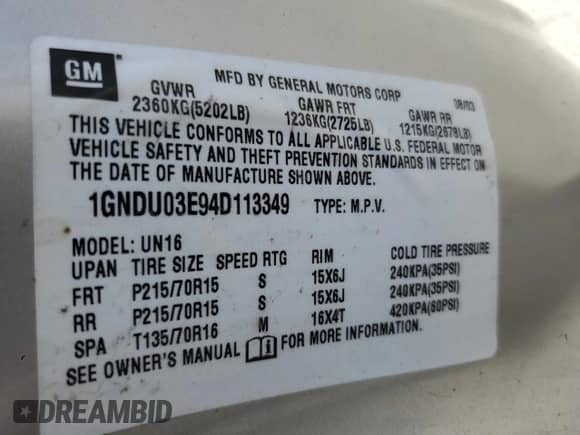 GM
MFD BY GENERAL MOTORS CORP 08/03
GVWR GAWR FRT GAWR RR
2360KG(5202LB) 1236KG(2725LB) 1215KG(2678LB)
THIS VEHICLE CONFORMS TO ALL APPLICABLE U.S. FEDERAL MOTOR
VEHICLE SAFETY AND THEFT PREVENTION STANDARDS IN EFFECT ON
THE DATE OF MANUFACTURE SHOWN ABOVE.
1GNDU03E94D113349 TYPE: M.P.V.
MODEL: UN16
UPAN TIRE SIZE SPEED RTG RIM COLD TIRE PRESSURE
FRT P215/70R15 S 15X6J 240KPA(35PSI)
RR P215/70R15 S 15X6J 240KPA(35PSI)
SPA T135/70R16 M 16X4T 420KPA(60PSI)
SEE OWNER'S MANUAL FOR MORE INFORMATION.
DREAMBID